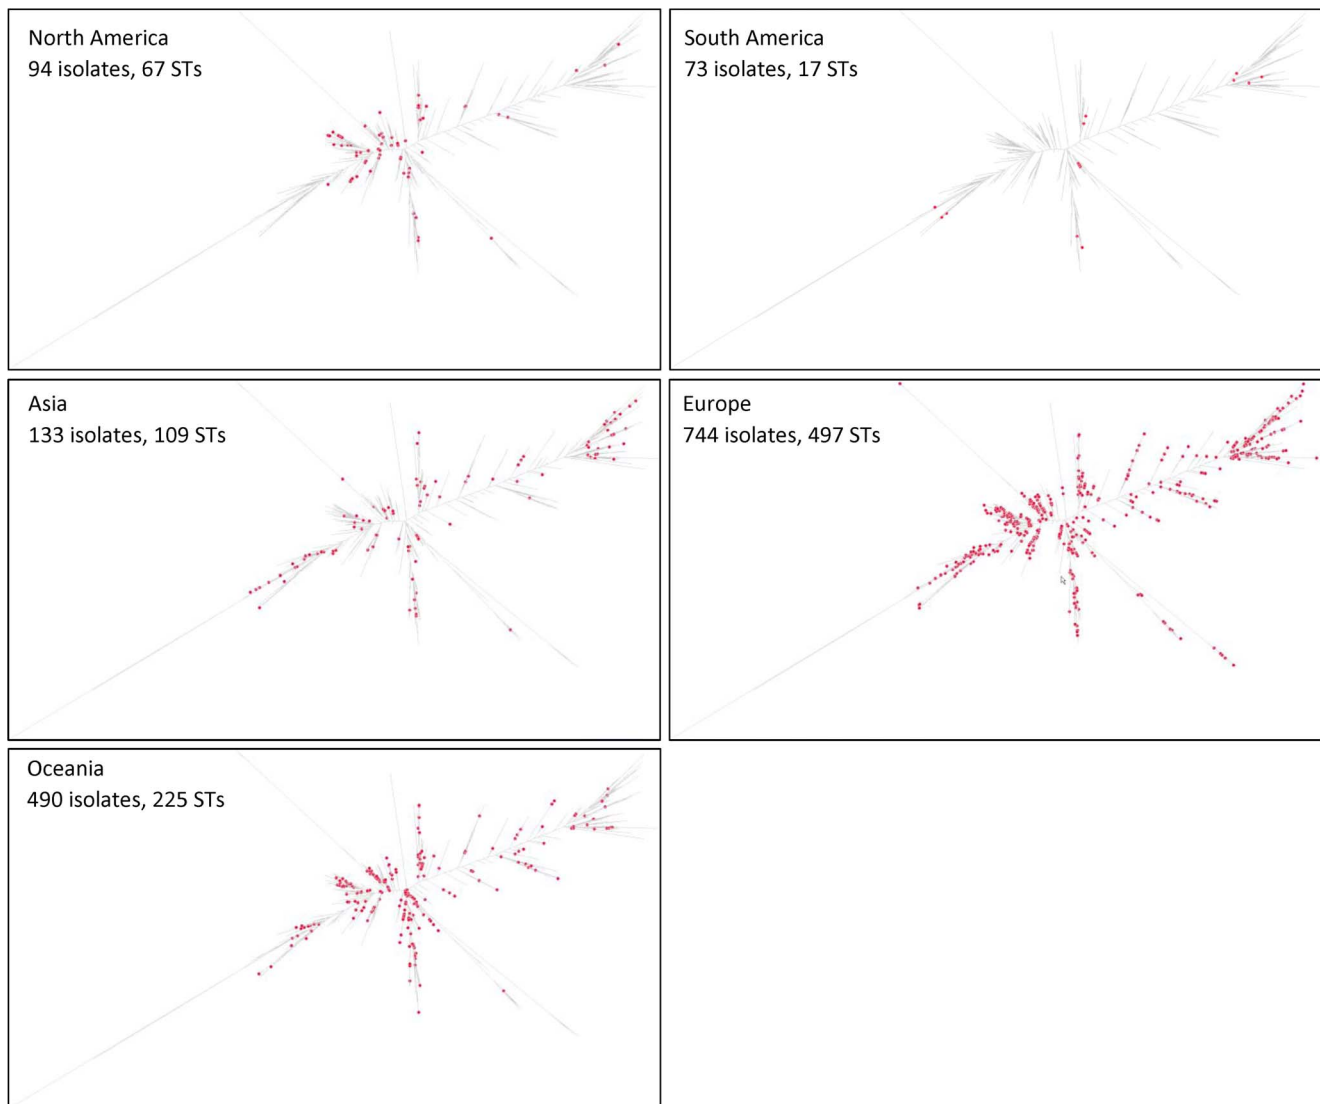 North America
94 isolates, 67 STs
South America
73 isolates, 17 STs
Asia
133 isolates, 109 STs
Europe
744 isolates, 497 STs
Oceania
490 isolates, 225 STs